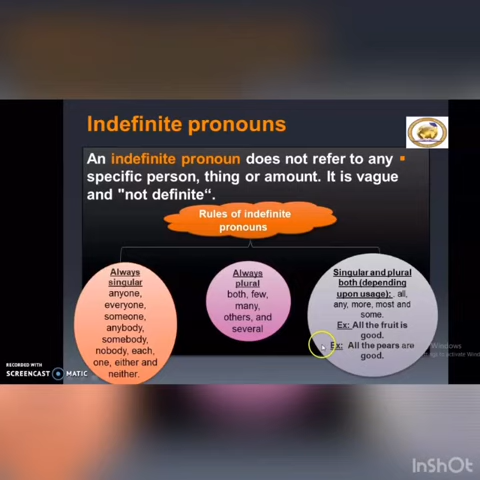 Indefinite pronouns
An indefinite pronoun does not refer to any
specific person, thing or amount. It is vague
and "not definite“.
Rules of indefinite
pronouns
Always
singular
anyone,
everyone,
someone,
anybody,
somebody,
nobody, each,
one, either and
neither.
Always
plural
both, few,
many,
others, and
several
Singular and plural
both (depending
upon usage): all,
any, more, most and
some.
Ex: All the fruit is
good.
Ex: All the pears are
good.
Windows
to activate Wind
RECORDED WITH
SCREENCAST MATIC
InShOt